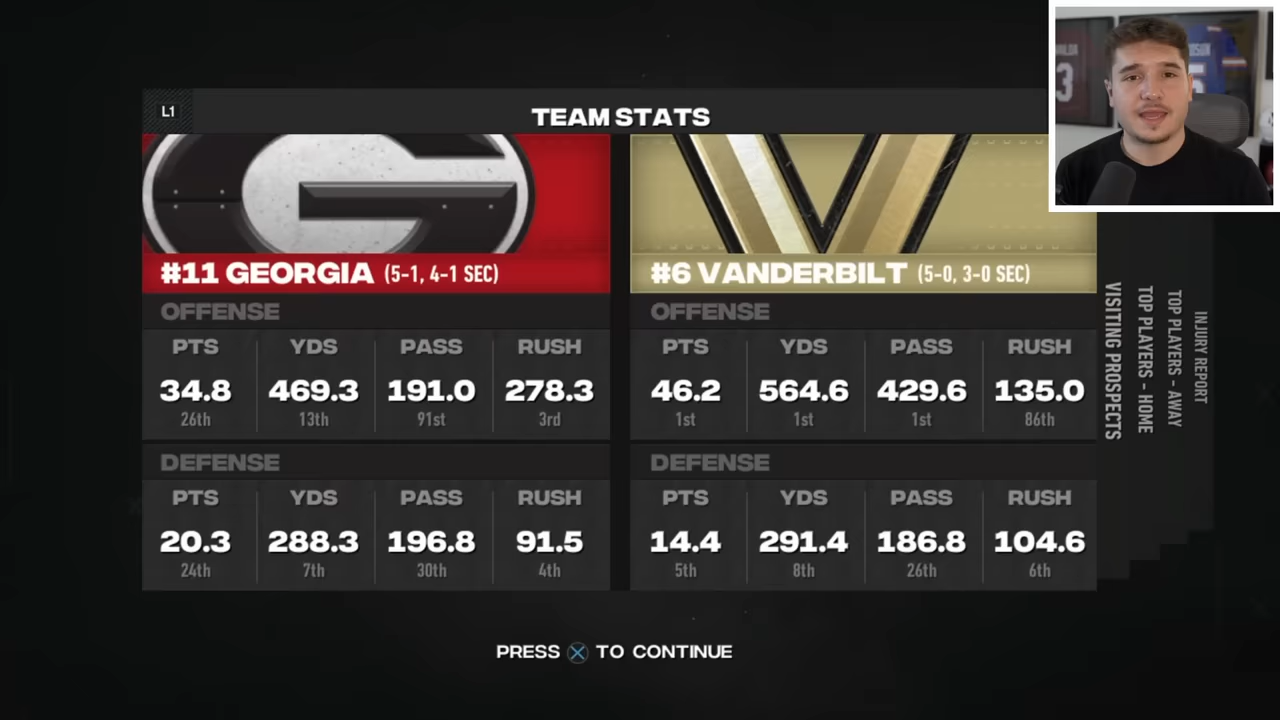 L1
TEAM STATS
#11 GEORGIA (5-1, 4-1 SEC)
OFFENSE
PTS YDS PASS RUSH
34.8 469.3 191.0 278.3
26th 13th 91st 3rd
DEFENSE
PTS YDS PASS RUSH
20.3 288.3 196.8 91.5
24th 7th 30th 4th
#6 VANDERBILT (5-0, 3-0 SEC)
OFFENSE
PTS YDS PASS RUSH
46.2 564.6 429.6 135.0
1st 1st 1st 86th
DEFENSE
PTS YDS PASS RUSH
14.4 291.4 186.8 104.6
5th 8th 26th 6th
VISITING PROSPECTS
TOP PLAYERS - HOME
TOP PLAYERS - AWAY
INJURY REPORT
PRESS TO CONTINUE